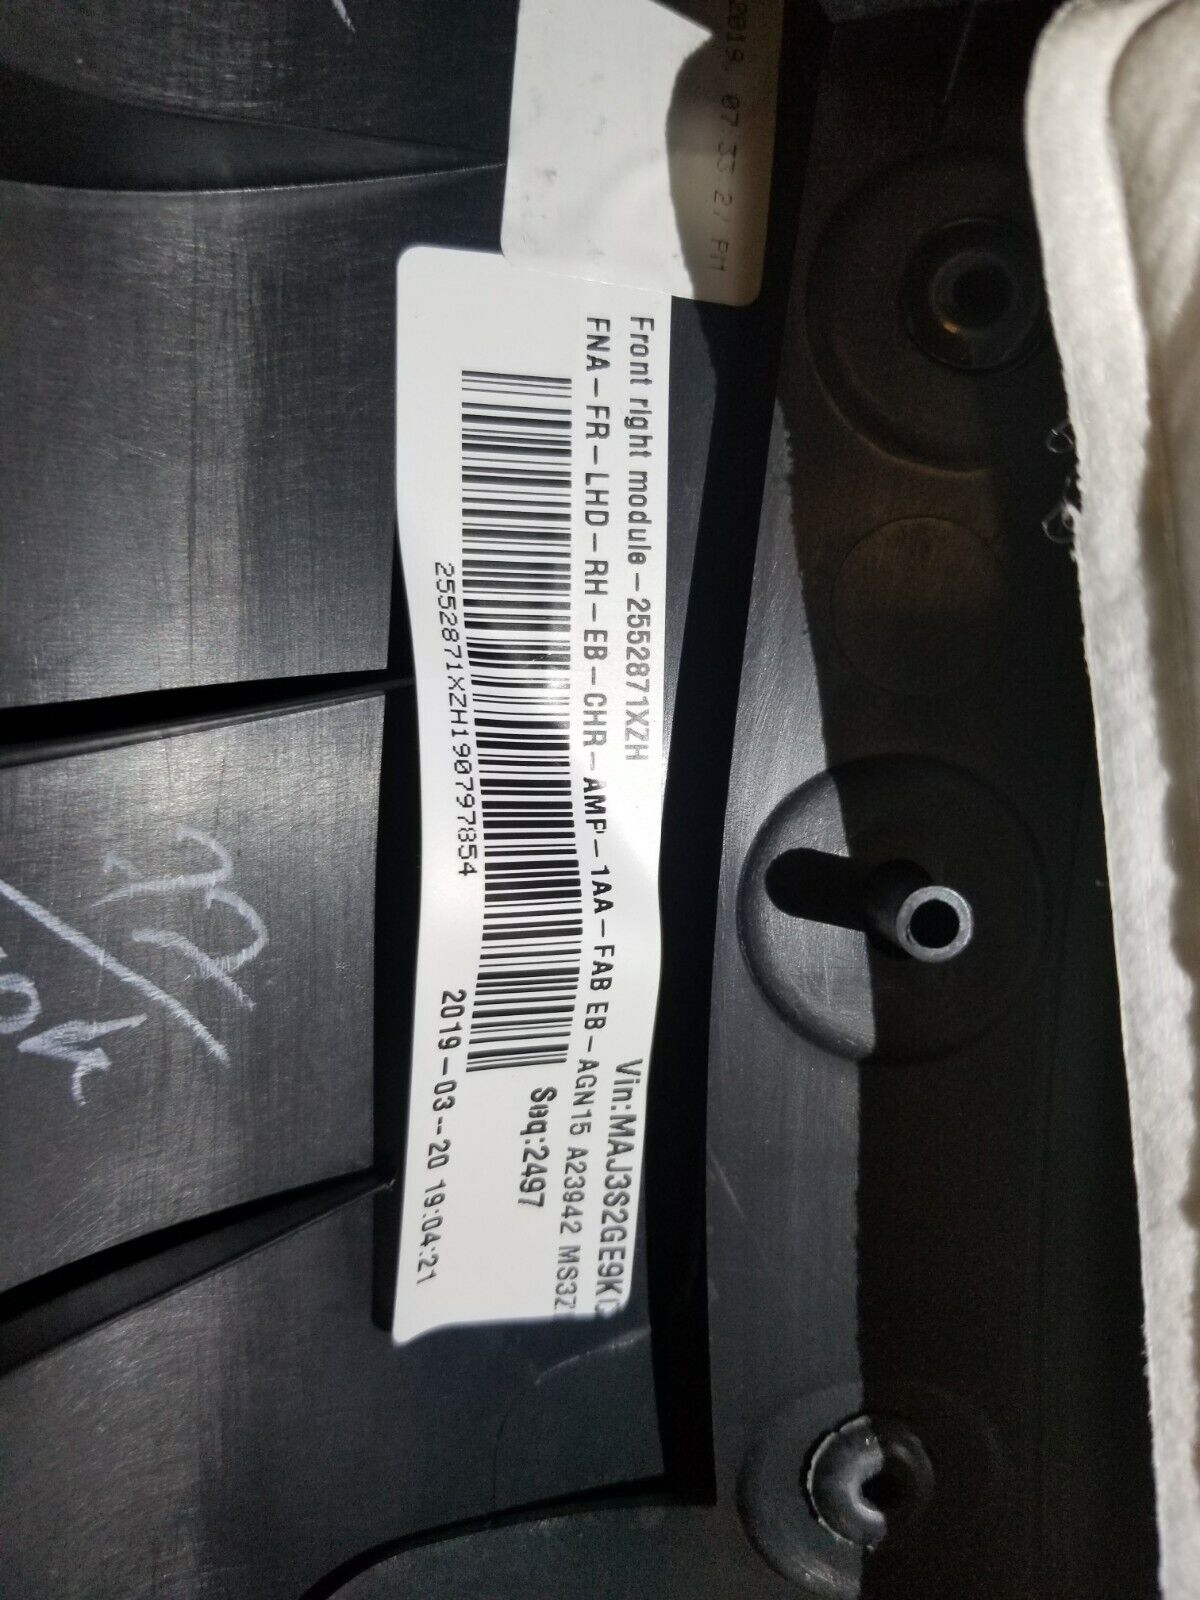 2019, 07:33 27 PM
Front right module - 2552871XZH Vin:MAJ3S2GE9KC
FNA-FR-LHD-RH-EB-CHR-AMP-1AA-FAB EB-AGN15 A23942 MS3Z
Seq:2497
2552871XZH190797854 2019-03-20 19:04:21